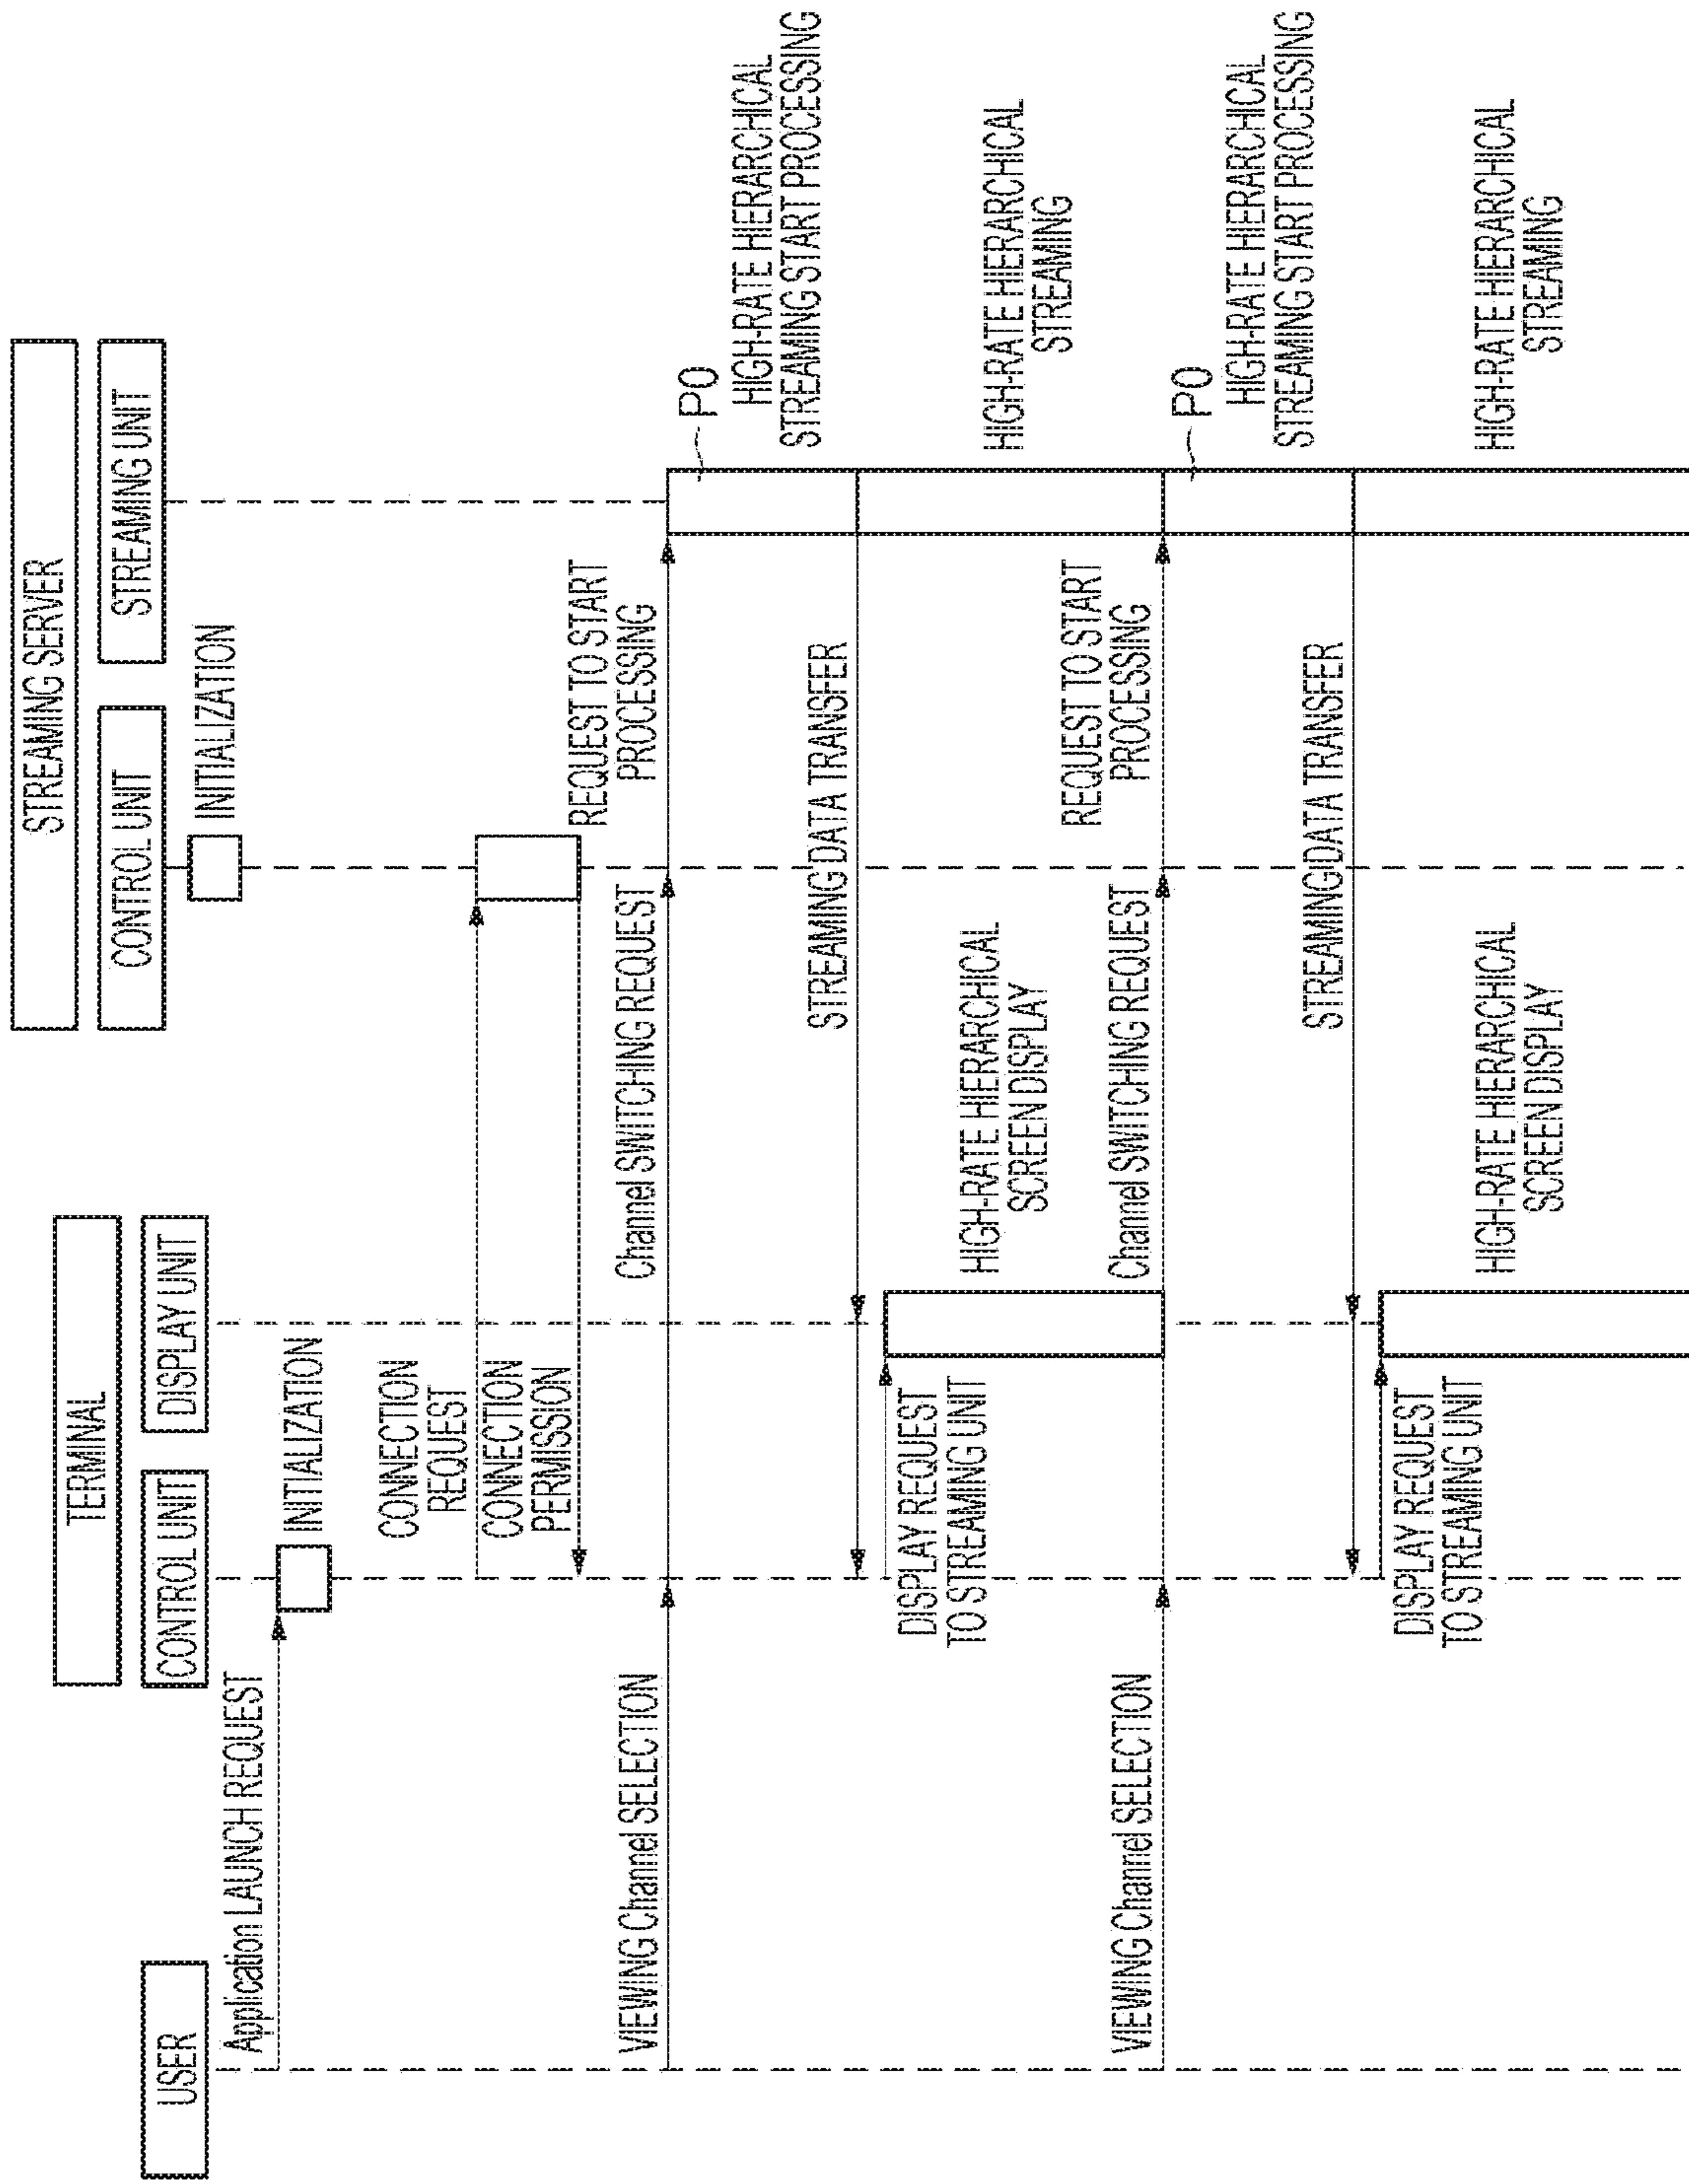 USER
TERMINAL
CONTROL UNIT
DISPLAY UNIT
STREAMING SERVER
CONTROL UNIT
STREAMING UNIT
Application LAUNCH REQUEST
INITIALIZATION
INITIALIZATION
CONNECTION
REQUEST
CONNECTION
PERMISSION
VIEWING Channel SELECTION
Channel SWITCHING REQUEST
REQUEST TO START
PROCESSING
P0
HIGH-RATE HIERARCHICAL
STREAMING START PROCESSING
STREAMING DATA TRANSFER
DISPLAY REQUEST
TO STREAMING UNIT
HIGH-RATE HIERARCHICAL
SCREEN DISPLAY
HIGH-RATE HIERARCHICAL
STREAMING
VIEWING Channel SELECTION
Channel SWITCHING REQUEST
REQUEST TO START
PROCESSING
P0
HIGH-RATE HIERARCHICAL
STREAMING START PROCESSING
STREAMING DATA TRANSFER
DISPLAY REQUEST
TO STREAMING UNIT
HIGH-RATE HIERARCHICAL
SCREEN DISPLAY
HIGH-RATE HIERARCHICAL
STREAMING